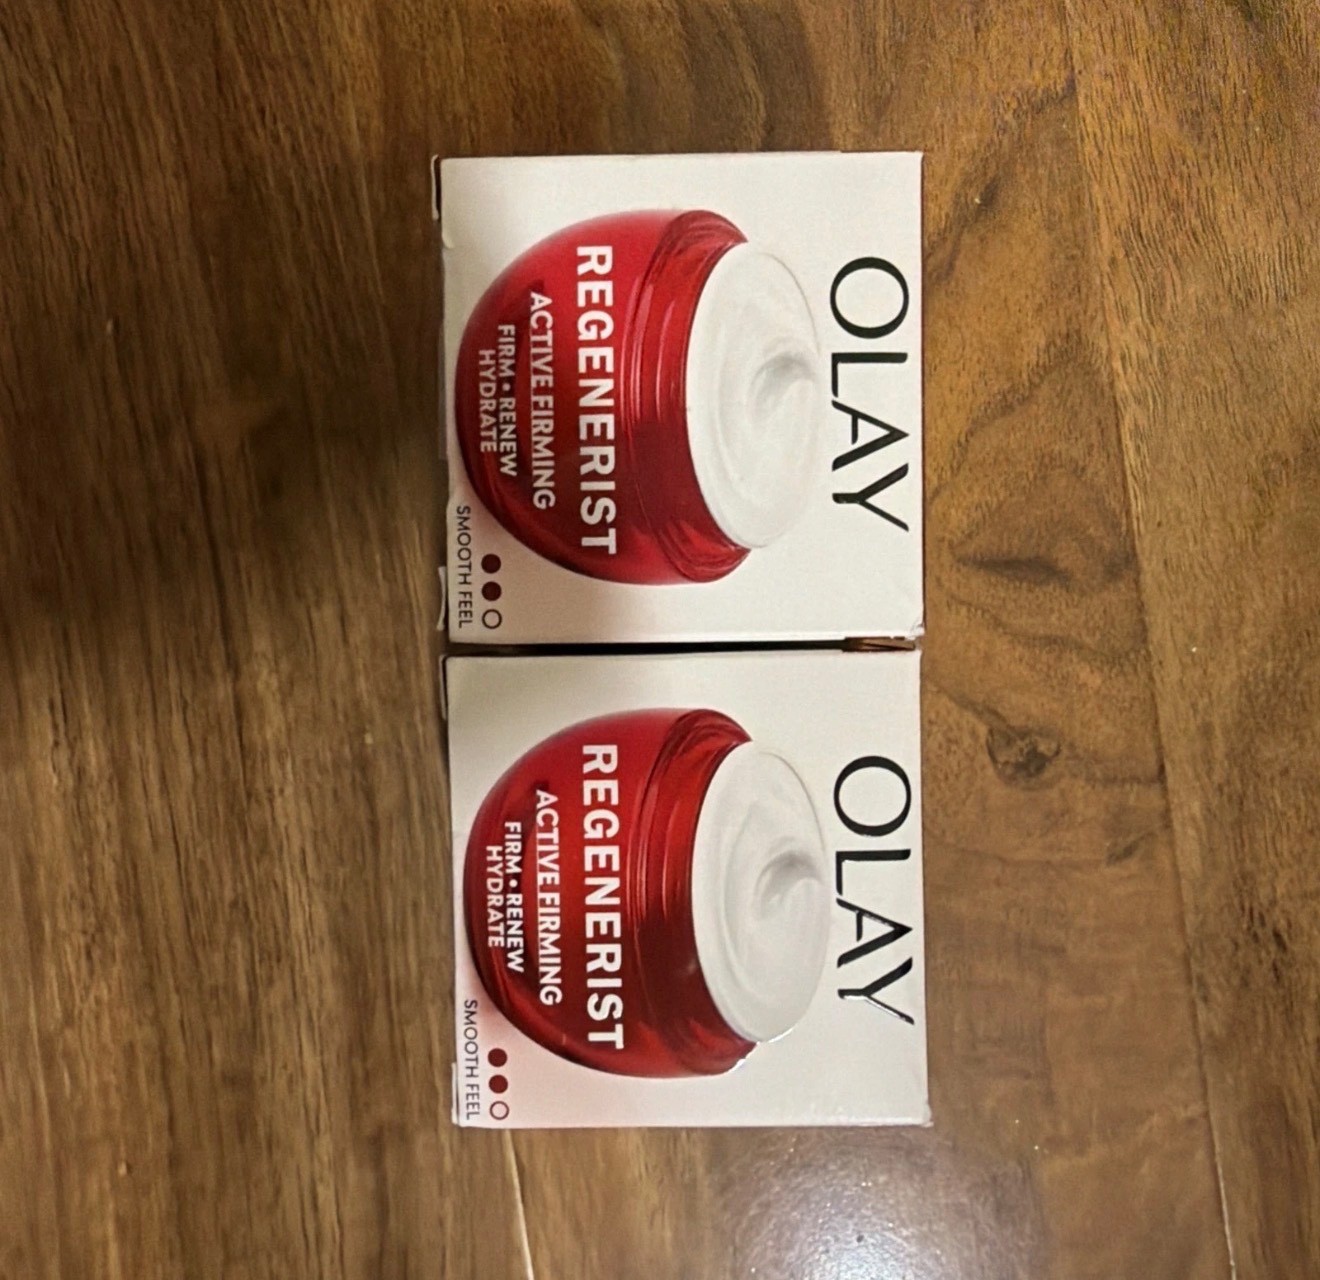 OLAY
REGENERIST
ACTIVE FIRMING
FIRM • RENEW
HYDRATE
SMOOTH FEEL
OLAY
REGENERIST
ACTIVE FIRMING
FIRM • RENEW
HYDRATE
SMOOTH FEEL